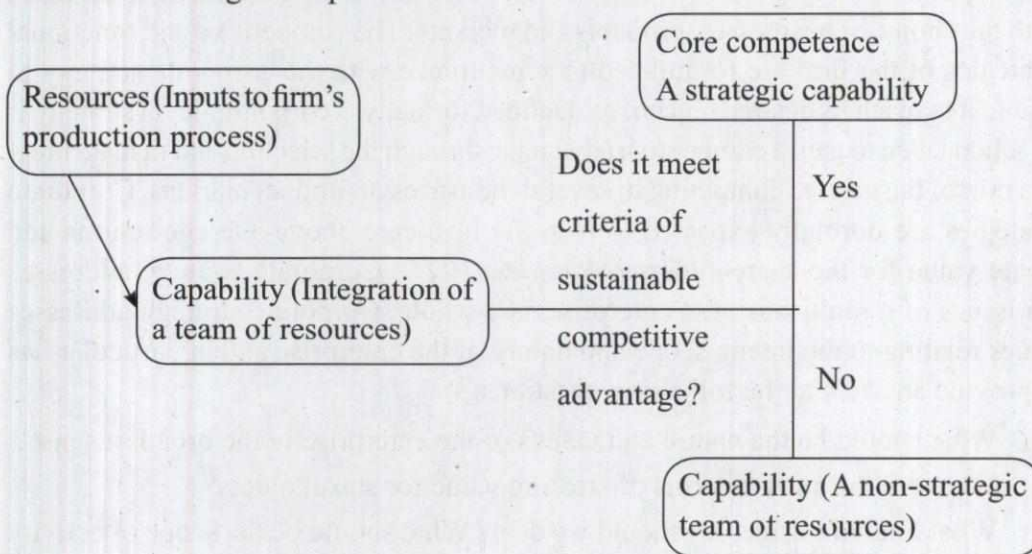 Resources (Inputs to firm's
production process)
Capability (Integration of
a team of resources)
Core competence
A strategic capability
Does it meet
criteria of
sustainable
competitive
advantage?
Yes
No
Capability (A non-strategic
team of resources)